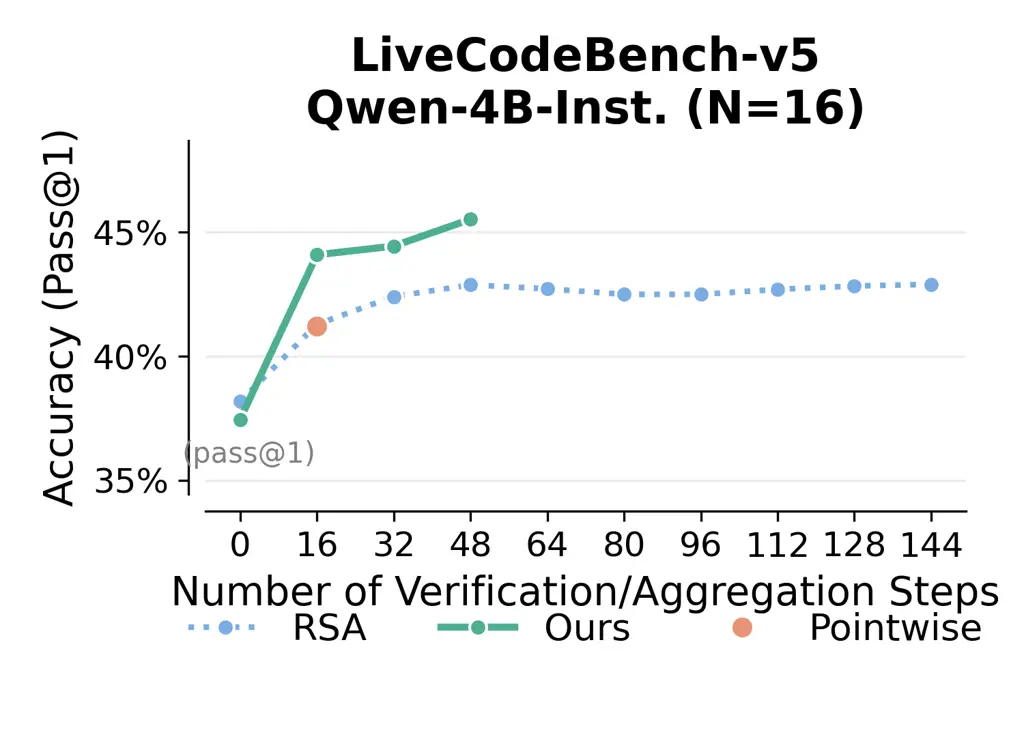 LiveCodeBench-v5
Qwen-4B-Inst. (N=16)
Accuracy (Pass@1)
45%
40%
35%
(pass@1)
0 16 32 48 64 80 96 112 128 144
Number of Verification/Aggregation Steps
RSA Ours Pointwise